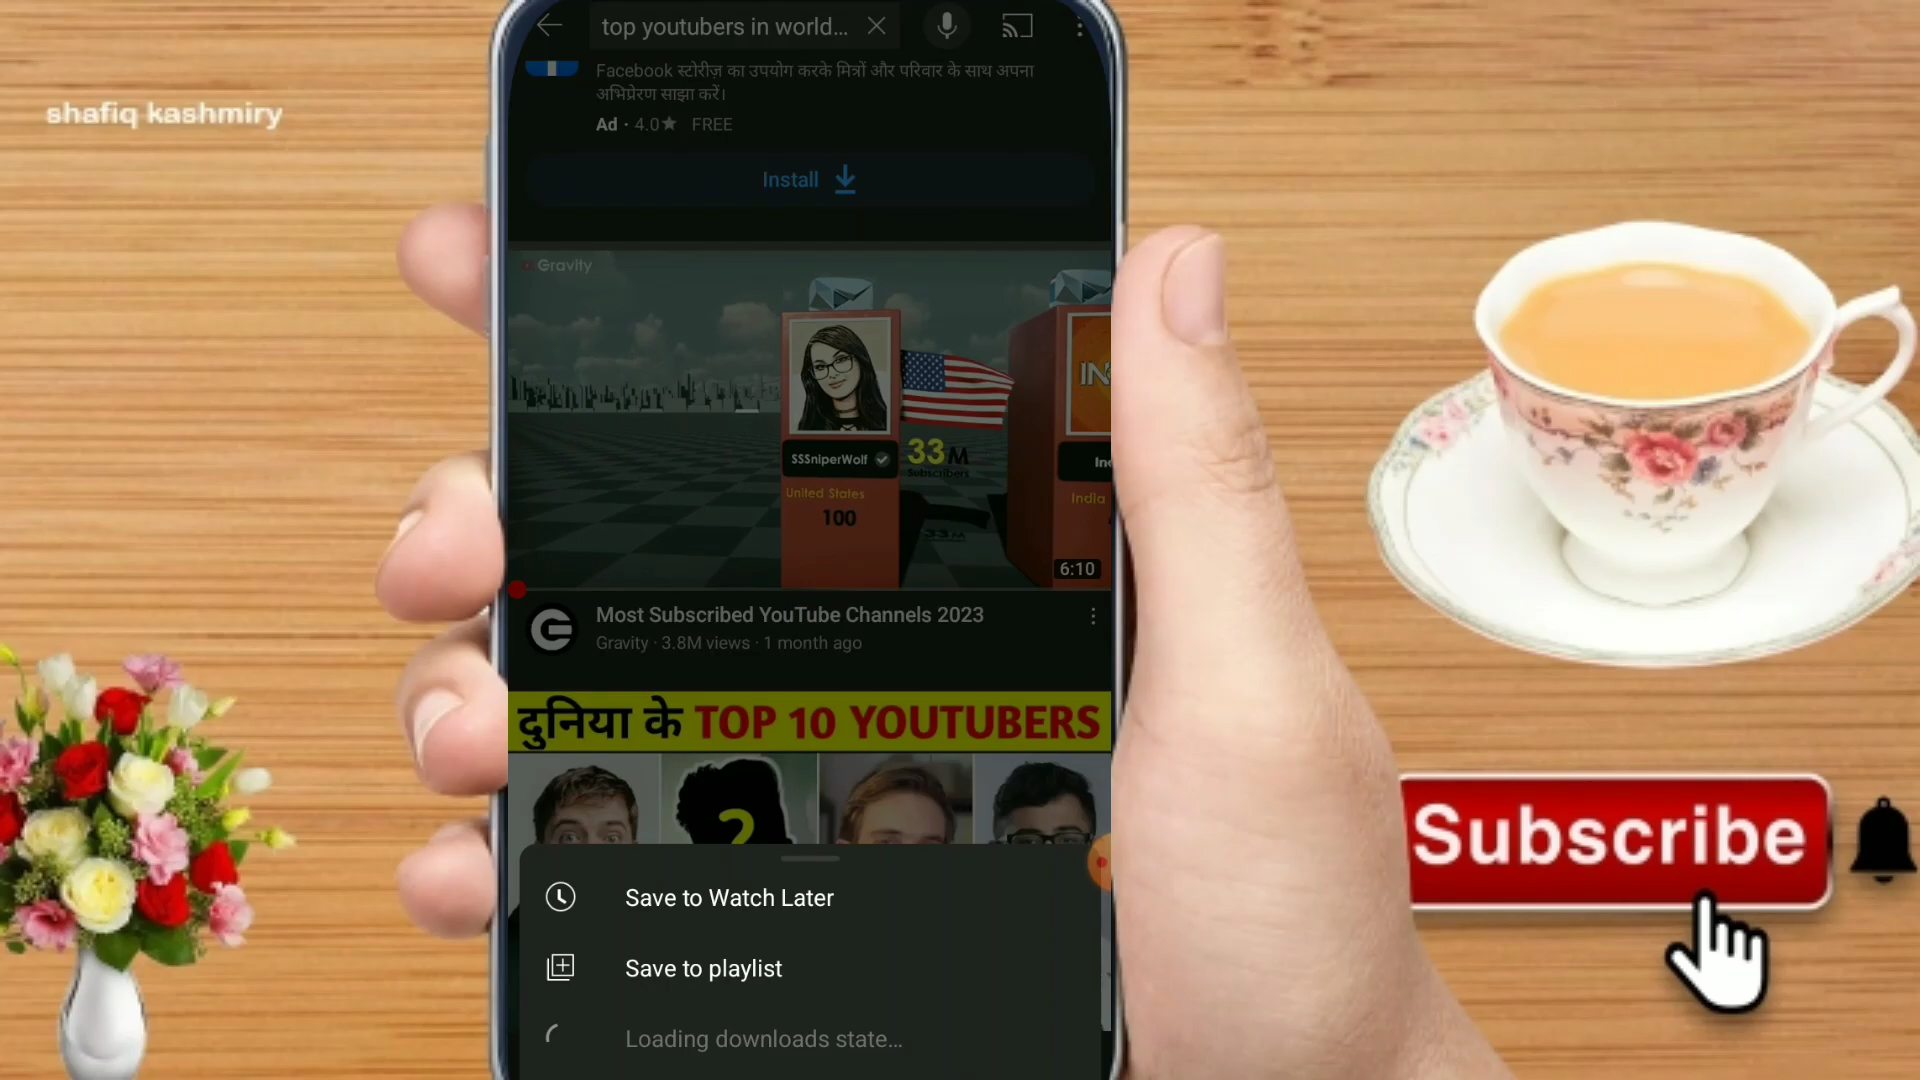 shafiq kashmiry
top youtubers in world...
Facebook स्टोरीज़ का उपयोग करके मित्रों और परिवार के साथ अपना
अभिप्रेरण साझा करें।
Ad · 4.0★ FREE
Install
Gravity
SSSniperWolf
33M
Subscribers
United States
India
100
6:10
Most Subscribed YouTube Channels 2023
Gravity · 3.8M views · 1 month ago
दुनिया के TOP 10 YOUTUBERS
?
Save to Watch Later
Save to playlist
Loading downloads state...
Subscribe